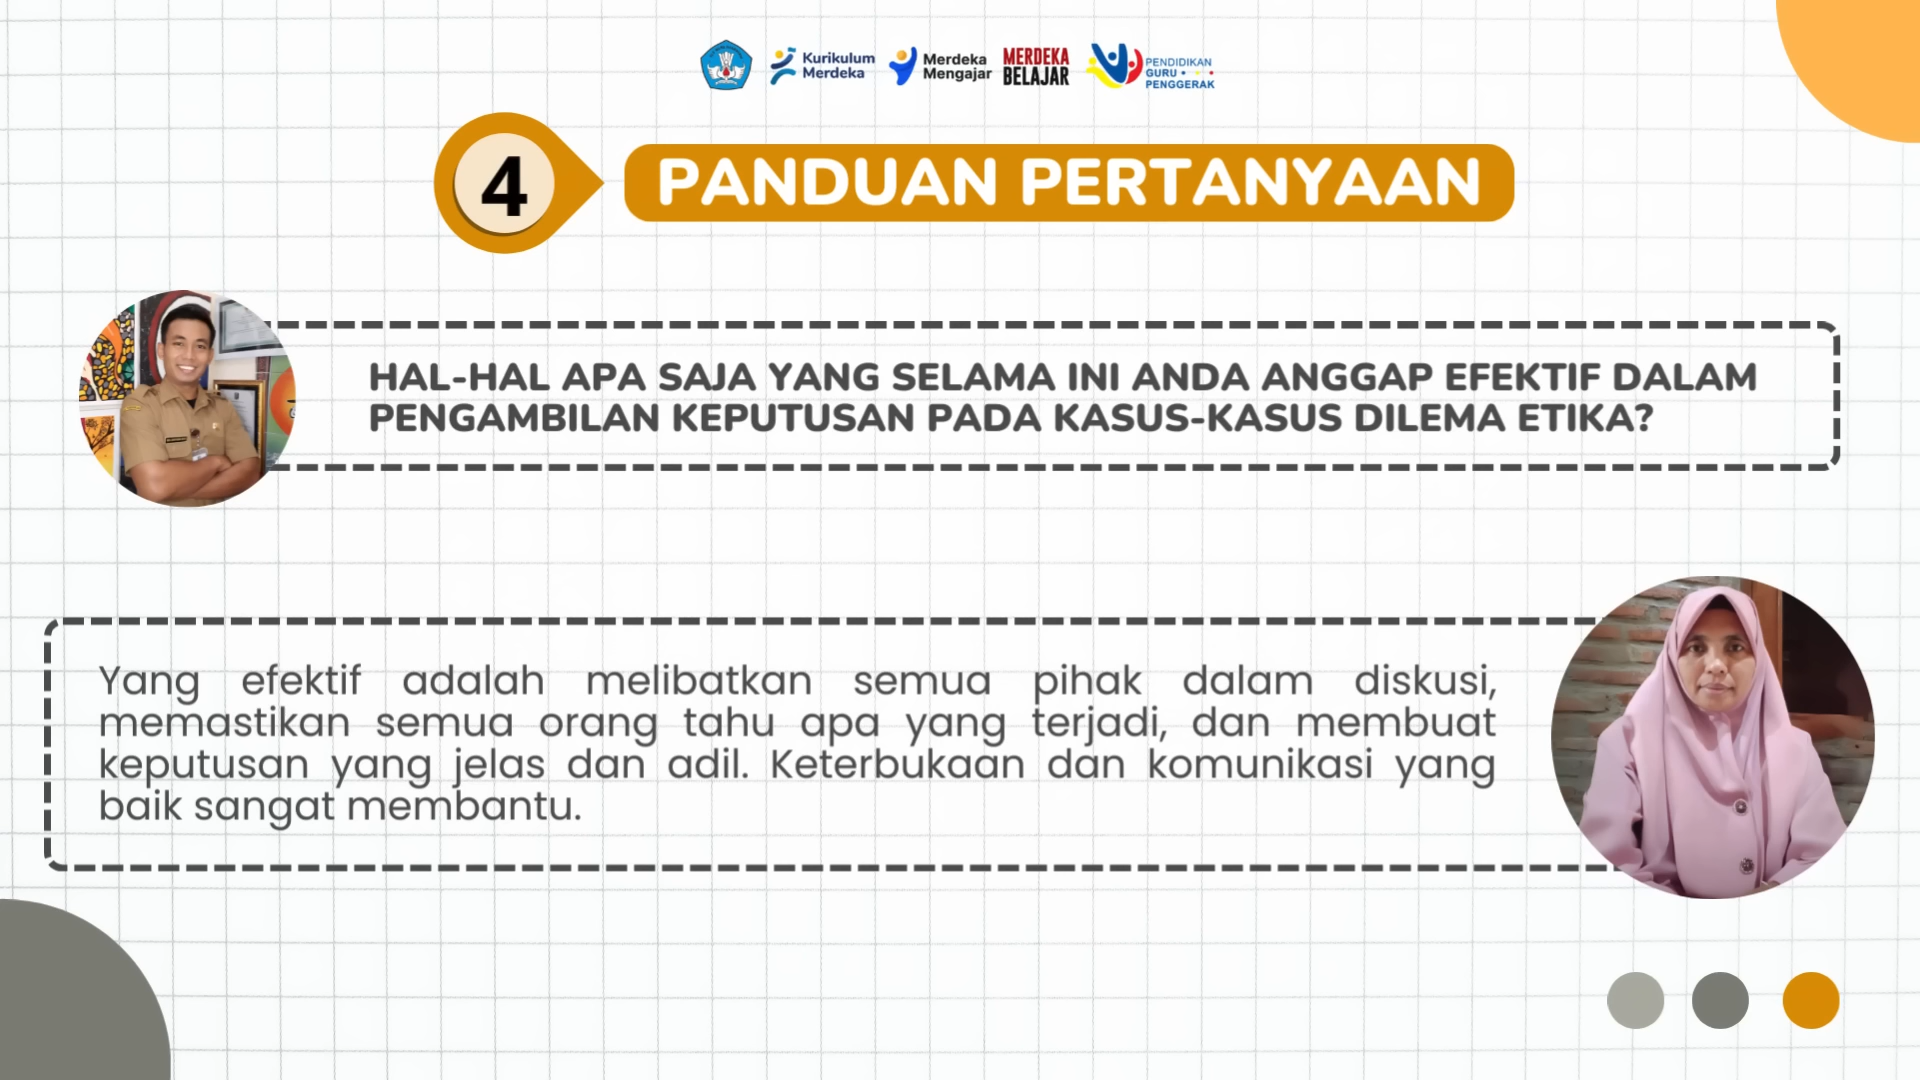 Kurikulum
Merdeka
Merdeka
Mengajar
MERDEKA
BELAJAR
PENDIDIKAN
GURU
PENGGERAK
4
PANDUAN PERTANYAAN
HAL-HAL APA SAJA YANG SELAMA INI ANDA ANGGAP EFEKTIF DALAM
PENGAMBILAN KEPUTUSAN PADA KASUS-KASUS DILEMA ETIKA?
Yang efektif adalah melibatkan semua pihak dalam diskusi,
memastikan semua orang tahu apa yang terjadi, dan membuat
keputusan yang jelas dan adil. Keterbukaan dan komunikasi yang
baik sangat membantu.